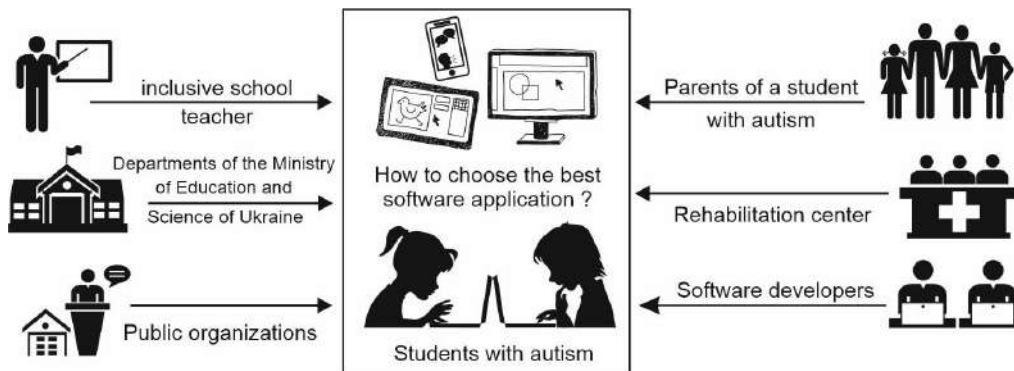 inclusive school
teacher
Departments of the Ministry
of Education and
Science of Ukraine
Public organizations
How to choose the best
software application ?
Students with autism
Parents of a student
with autism
Rehabilitation center
Software developers